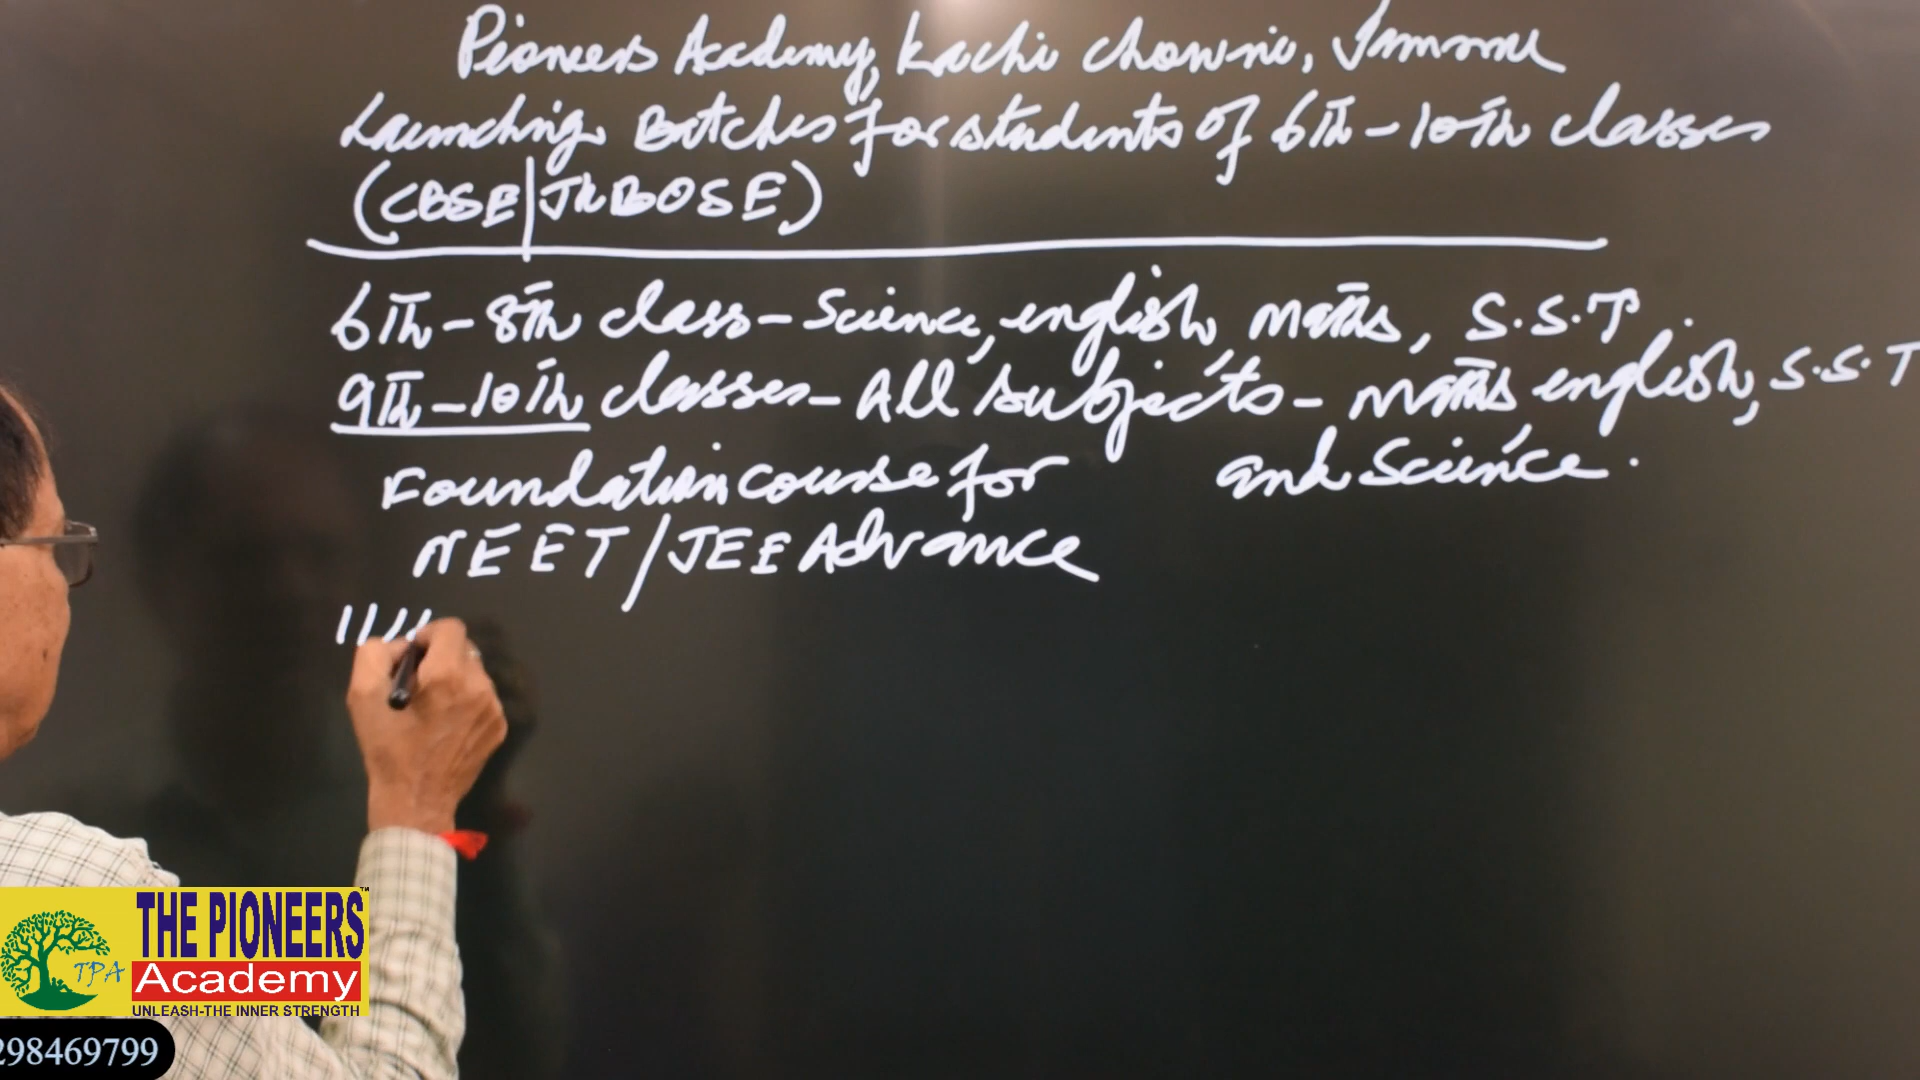 Pioneers Academy, Kachi Chowni, Jammu
Launching Batches for students of 6th - 10th classes
(CBSE/JKBOSE)
6th - 8th class - Science, english, Maths, S.S.T
9th - 10th classes - All subjects - Maths english, S.S.T
and Science.
Foundation course for
NEET/JEE Advance
THE PIONEERS
TM
TPA
Academy
UNLEASH-THE INNER STRENGTH
298469799